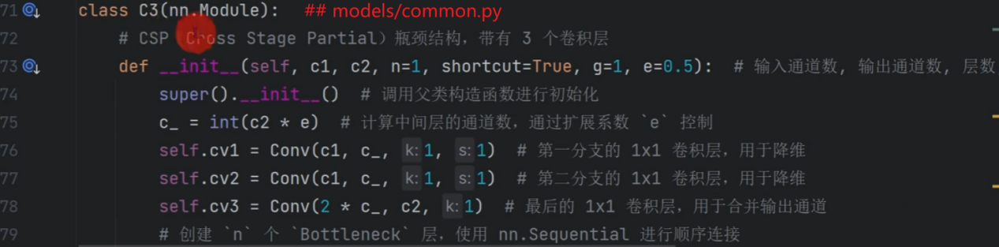 71 class C3(nn.Module): ## models/common.py
72 # CSP（Cross Stage Partial）瓶颈结构，带有 3 个卷积层
73 def __init__(self, c1, c2, n=1, shortcut=True, g=1, e=0.5): # 输入通道数, 输出通道数, 层数
74 super().__init__() # 调用父类构造函数进行初始化
75 c_ = int(c2 * e) # 计算中间层的通道数，通过扩展系数 `e` 控制
76 self.cv1 = Conv(c1, c_, k: 1, s: 1) # 第一分支的 1x1 卷积层，用于降维
77 self.cv2 = Conv(c1, c_, k: 1, s: 1) # 第二分支的 1x1 卷积层，用于降维
78 self.cv3 = Conv(2 * c_, c2, k: 1) # 最后的 1x1 卷积层，用于合并输出通道
79 # 创建 `n` 个 `Bottleneck` 层，使用 nn.Sequential 进行顺序连接